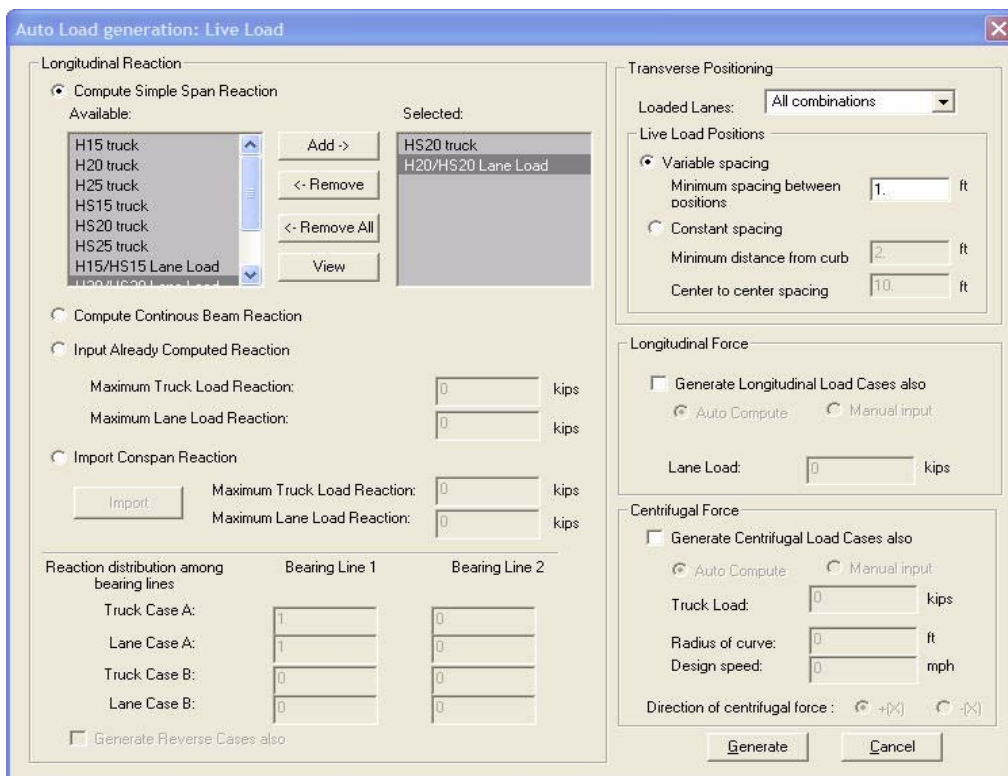 Auto Load generation: Live Load
Longitudinal Reaction
Compute Simple Span Reaction
Available:
Selected:
H15 truck
H20 truck
H25 truck
HS15 truck
HS20 truck
HS25 truck
H15/HS15 Lane Load
H20/HS20 Lane Load
Add ->
<- Remove
<- Remove All
View
HS20 truck
H20/HS20 Lane Load
Compute Continous Beam Reaction
Input Already Computed Reaction
Maximum Truck Load Reaction: 0 kips
Maximum Lane Load Reaction: 0 kips
Import Conspan Reaction
Import
Maximum Truck Load Reaction: 0 kips
Maximum Lane Load Reaction: 0 kips
Reaction distribution among
bearing lines
Bearing Line 1
Bearing Line 2
Truck Case A: 1 0
Lane Case A: 1 0
Truck Case B: 0 0
Lane Case B: 0 0
Generate Reverse Cases also
Transverse Positioning
Loaded Lanes: All combinations
Live Load Positions
Variable spacing
Minimum spacing between
positions
1. ft
Constant spacing
Minimum distance from curb 2. ft
Center to center spacing 10. ft
Longitudinal Force
Generate Longitudinal Load Cases also
Auto Compute Manual input
Lane Load: 0 kips
Centrifugal Force
Generate Centrifugal Load Cases also
Auto Compute Manual input
Truck Load: 0 kips
Radius of curve: 0 ft
Design speed: 0 mph
Direction of centrifugal force : +(X) -(X)
Generate
Cancel